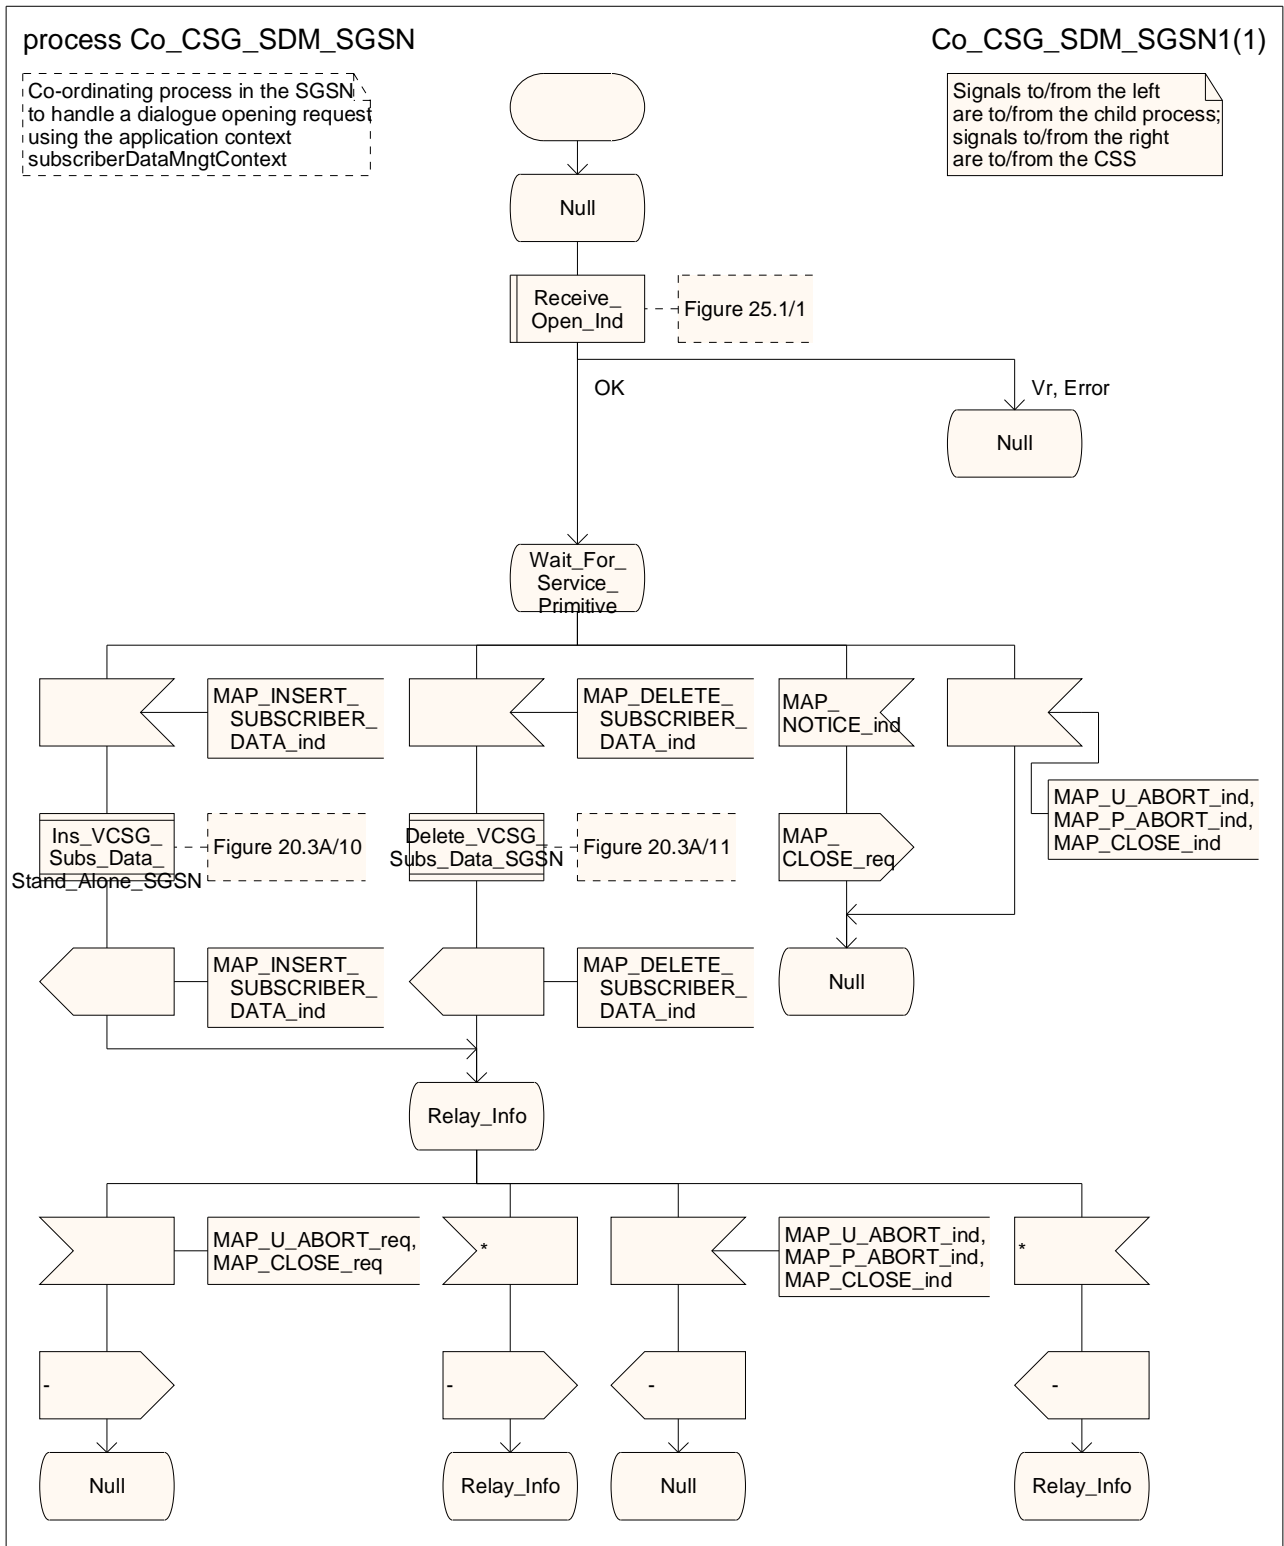 process Co_CSG_SDM_SGSN
Co_CSG_SDM_SGSN1(1)
Co-ordinating process in the SGSN
to handle a dialogue opening request
using the application context
subscriberDataMngtContext
Signals to/from the left
are to/from the child process;
signals to/from the right
are to/from the CSS
Null
Receive_
Open_Ind
Figure 25.1/1
OK
Vr, Error
Null
Wait_For_
Service_
Primitive
MAP_INSERT_
SUBSCRIBER_
DATA_ind
MAP_DELETE_
SUBSCRIBER_
DATA_ind
MAP_
NOTICE_ind
MAP_U_ABORT_ind,
MAP_P_ABORT_ind,
MAP_CLOSE_ind
Ins_VCSG_
Subs_Data_
Stand_Alone_SGSN
Figure 20.3A/10
Delete_VCSG_
Subs_Data_SGSN
Figure 20.3A/11
MAP_
CLOSE_req
MAP_INSERT_
SUBSCRIBER_
DATA_ind
MAP_DELETE_
SUBSCRIBER_
DATA_ind
Null
Relay_Info
MAP_U_ABORT_req,
MAP_CLOSE_req
*
MAP_U_ABORT_ind,
MAP_P_ABORT_ind,
MAP_CLOSE_ind
*
-
-
-
-
Null
Relay_Info
Null
Relay_Info